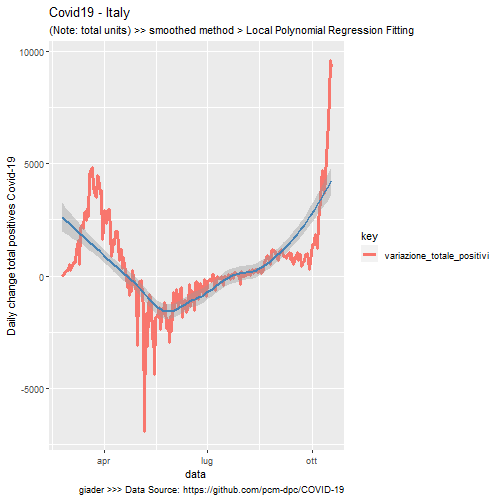 Covid19 - Italy
(Note: total units) >> smoothed method > Local Polynomial Regression Fitting
10000
5000
0
-5000
Daily change total positives Covid-19
apr
lug
ott
data
key
variazione_totale_positivi
giader >>> Data Source: https://github.com/pcm-dpc/COVID-19